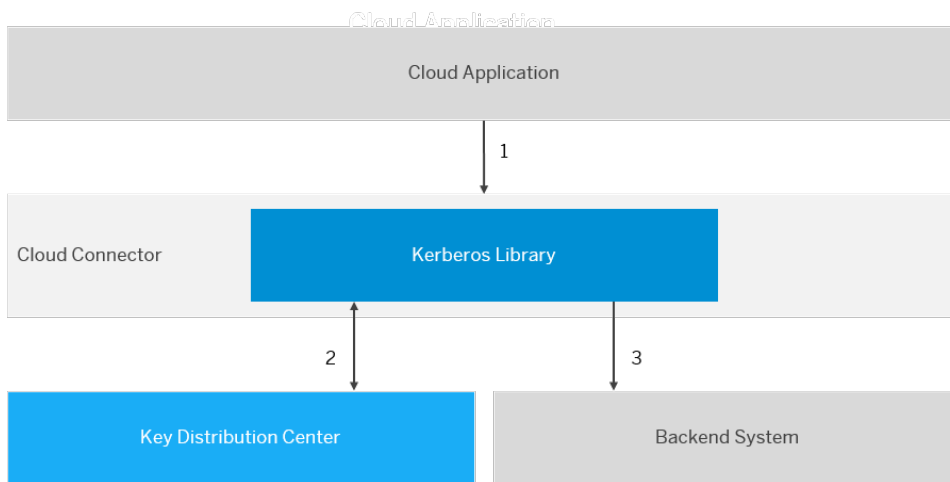 Cloud Application
Cloud Application
1
Cloud Connector
Kerberos Library
2
3
Key Distribution Center
Backend System